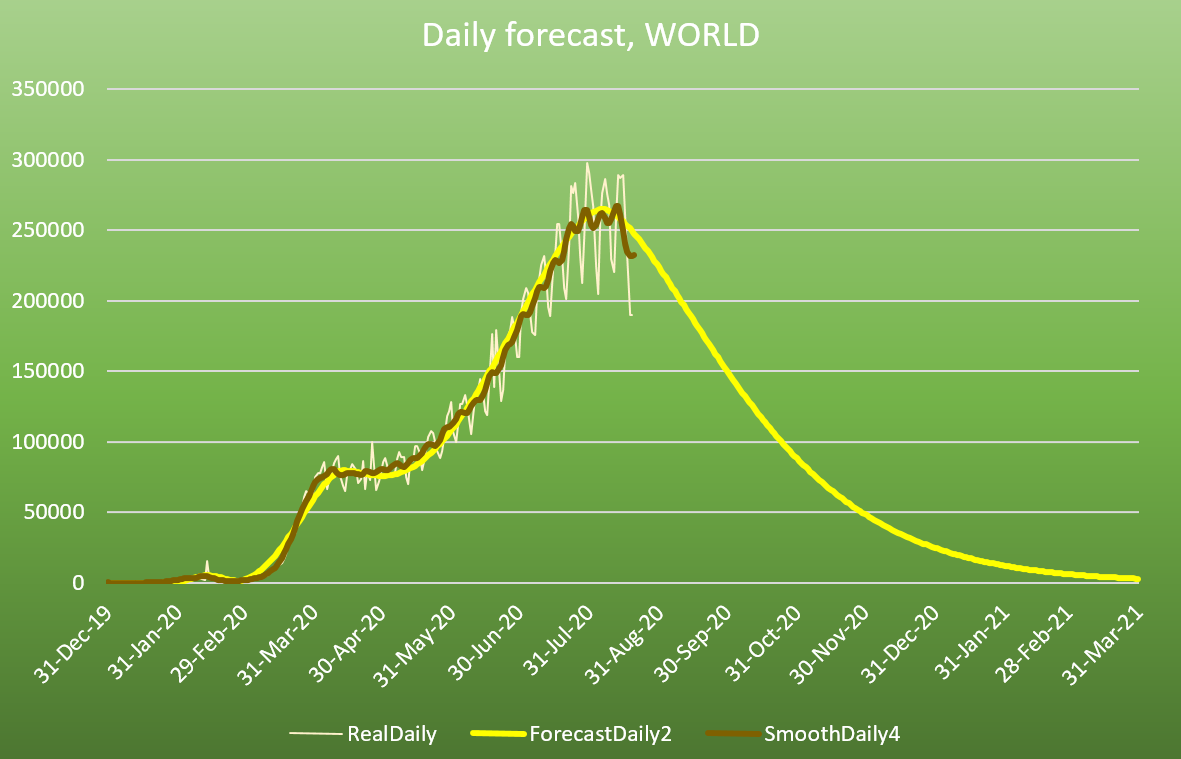 Daily forecast, WORLD
350000
300000
250000
200000
150000
100000
50000
0
31-Dec-19
31-Jan-20
29-Feb-20
31-Mar-20
30-Apr-20
31-May-20
30-Jun-20
31-Jul-20
31-Aug-20
30-Sep-20
31-Oct-20
30-Nov-20
31-Dec-20
31-Jan-21
28-Feb-21
31-Mar-21
RealDaily ForecastDaily2 SmoothDaily4